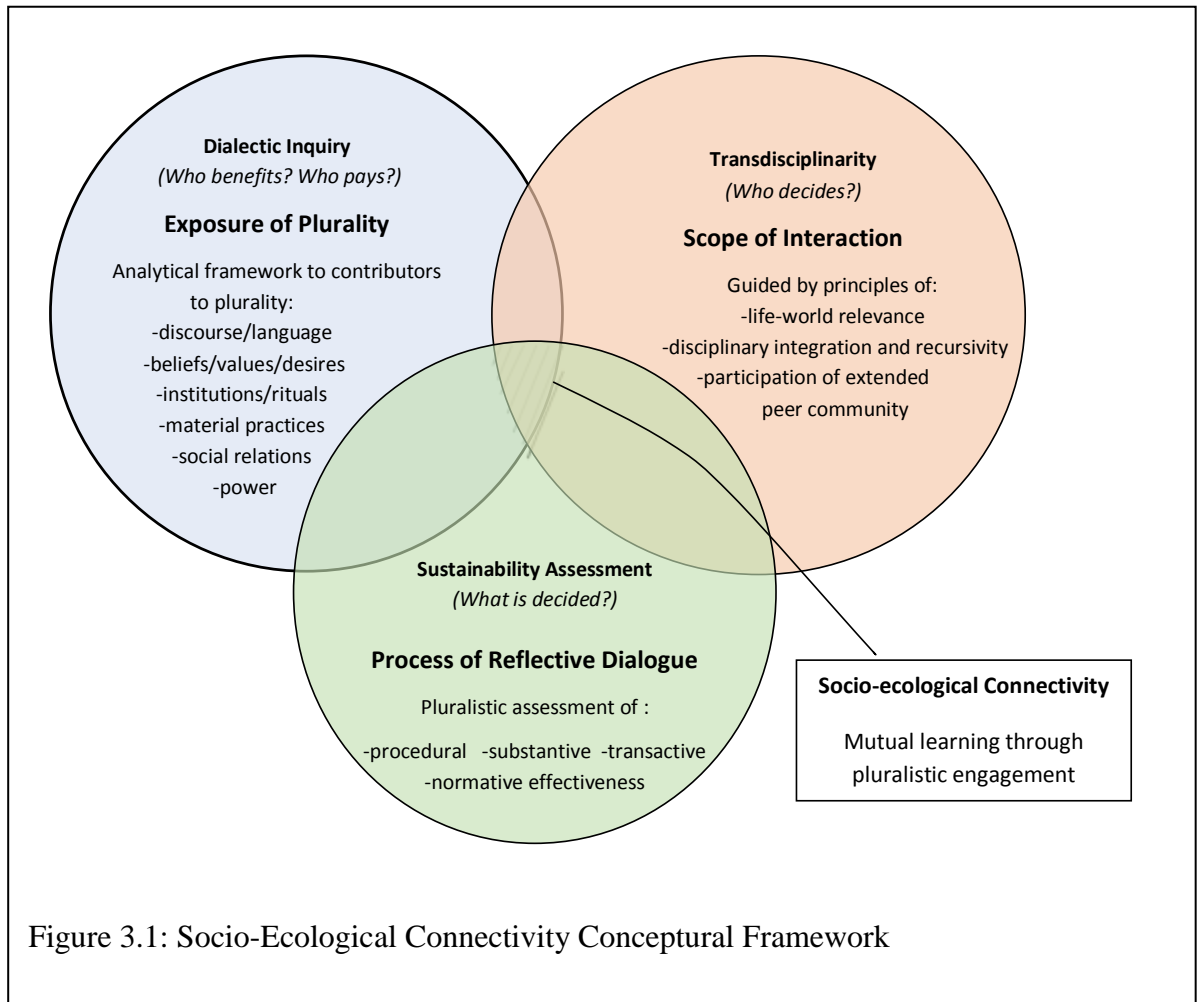 Dialectic Inquiry
(Who benefits? Who pays?)
Exposure of Plurality
Analytical framework to contributors
to plurality:
-discourse/language
-beliefs/values/desires
-institutions/rituals
-material practices
-social relations
-power
Transdisciplinarity
(Who decides?)
Scope of Interaction
Guided by principles of:
-life-world relevance
-disciplinary integration and recursivity
-participation of extended
peer community
Sustainability Assessment
(What is decided?)
Process of Reflective Dialogue
Pluralistic assessment of :
-procedural -substantive -transactive
-normative effectiveness
Socio-ecological Connectivity
Mutual learning through
pluralistic engagement
Figure 3.1: Socio-Ecological Connectivity Conceptural Framework